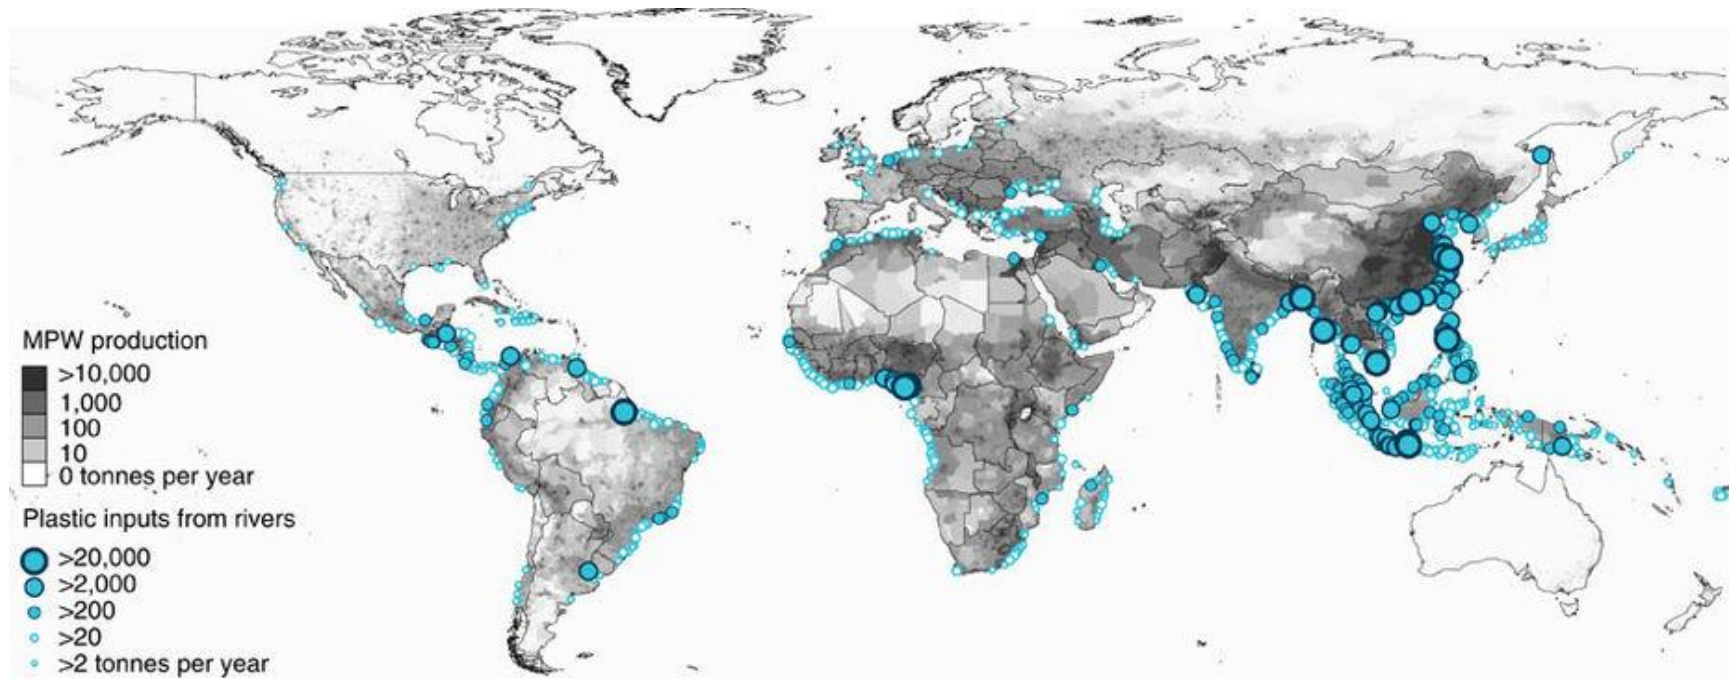 MPW production
>10,000
1,000
100
10
0 tonnes per year
Plastic inputs from rivers
>20,000
>2,000
>200
>20
>2 tonnes per year